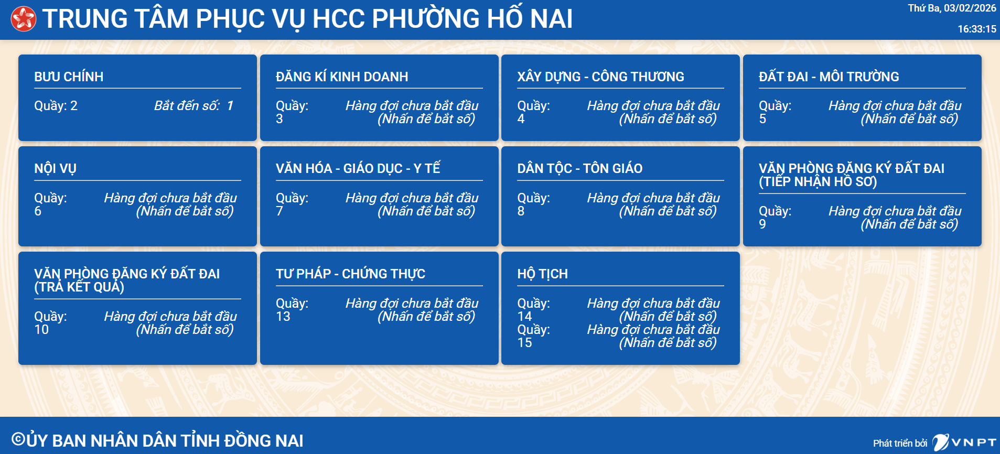 TRUNG TÂM PHỤC VỤ HCC PHƯỜNG HỐ NAI
Thứ Ba, 03/02/2026
16:33:15
BƯU CHÍNH
Quầy: 2 Bắt đến số: 1
ĐĂNG KÍ KINH DOANH
Quầy: Hàng đợi chưa bắt đầu
3 (Nhấn để bắt số)
XÂY DỰNG - CÔNG THƯƠNG
Quầy: Hàng đợi chưa bắt đầu
4 (Nhấn để bắt số)
ĐẤT ĐAI - MÔI TRƯỜNG
Quầy: Hàng đợi chưa bắt đầu
5 (Nhấn để bắt số)
NỘI VỤ
Quầy: Hàng đợi chưa bắt đầu
6 (Nhấn để bắt số)
VĂN HÓA - GIÁO DỤC - Y TẾ
Quầy: Hàng đợi chưa bắt đầu
7 (Nhấn để bắt số)
DÂN TỘC - TÔN GIÁO
Quầy: Hàng đợi chưa bắt đầu
8 (Nhấn để bắt số)
VĂN PHÒNG ĐĂNG KÝ ĐẤT ĐAI
(TIẾP NHẬN HỒ SƠ)
Quầy: Hàng đợi chưa bắt đầu
9 (Nhấn để bắt số)
VĂN PHÒNG ĐĂNG KÝ ĐẤT ĐAI
(TRẢ KẾT QUẢ)
Quầy: Hàng đợi chưa bắt đầu
10 (Nhấn để bắt số)
TƯ PHÁP - CHỨNG THỰC
Quầy: Hàng đợi chưa bắt đầu
13 (Nhấn để bắt số)
HỘ TỊCH
Quầy: Hàng đợi chưa bắt đầu
14 (Nhấn để bắt số)
Quầy: Hàng đợi chưa bắt đầu
15 (Nhấn để bắt số)
©ỦY BAN NHÂN DÂN TỈNH ĐỒNG NAI
Phát triển bởi VNPT